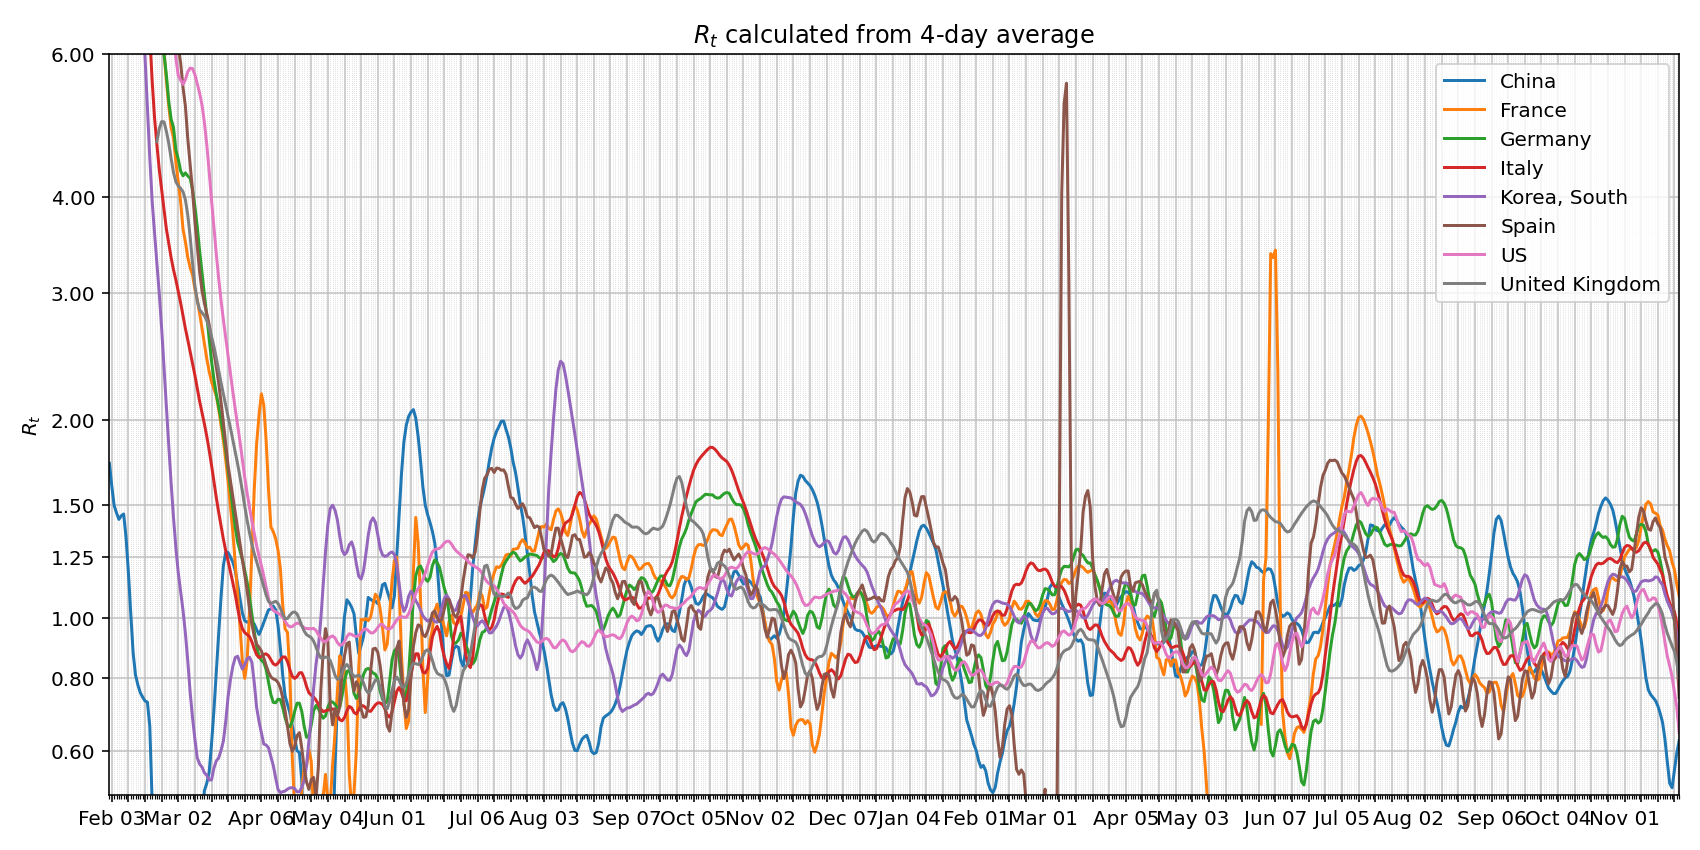 Rt calculated from 4-day average
Rt
6.00
4.00
3.00
2.00
1.50
1.25
1.00
0.80
0.60
China
France
Germany
Italy
Korea, South
Spain
US
United Kingdom
Feb 03 Mar 02 Apr 06 May 04 Jun 01 Jul 06 Aug 03 Sep 07 Oct 05 Nov 02 Dec 07 Jan 04 Feb 01 Mar 01 Apr 05 May 03 Jun 07 Jul 05 Aug 02 Sep 06 Oct 04 Nov 01